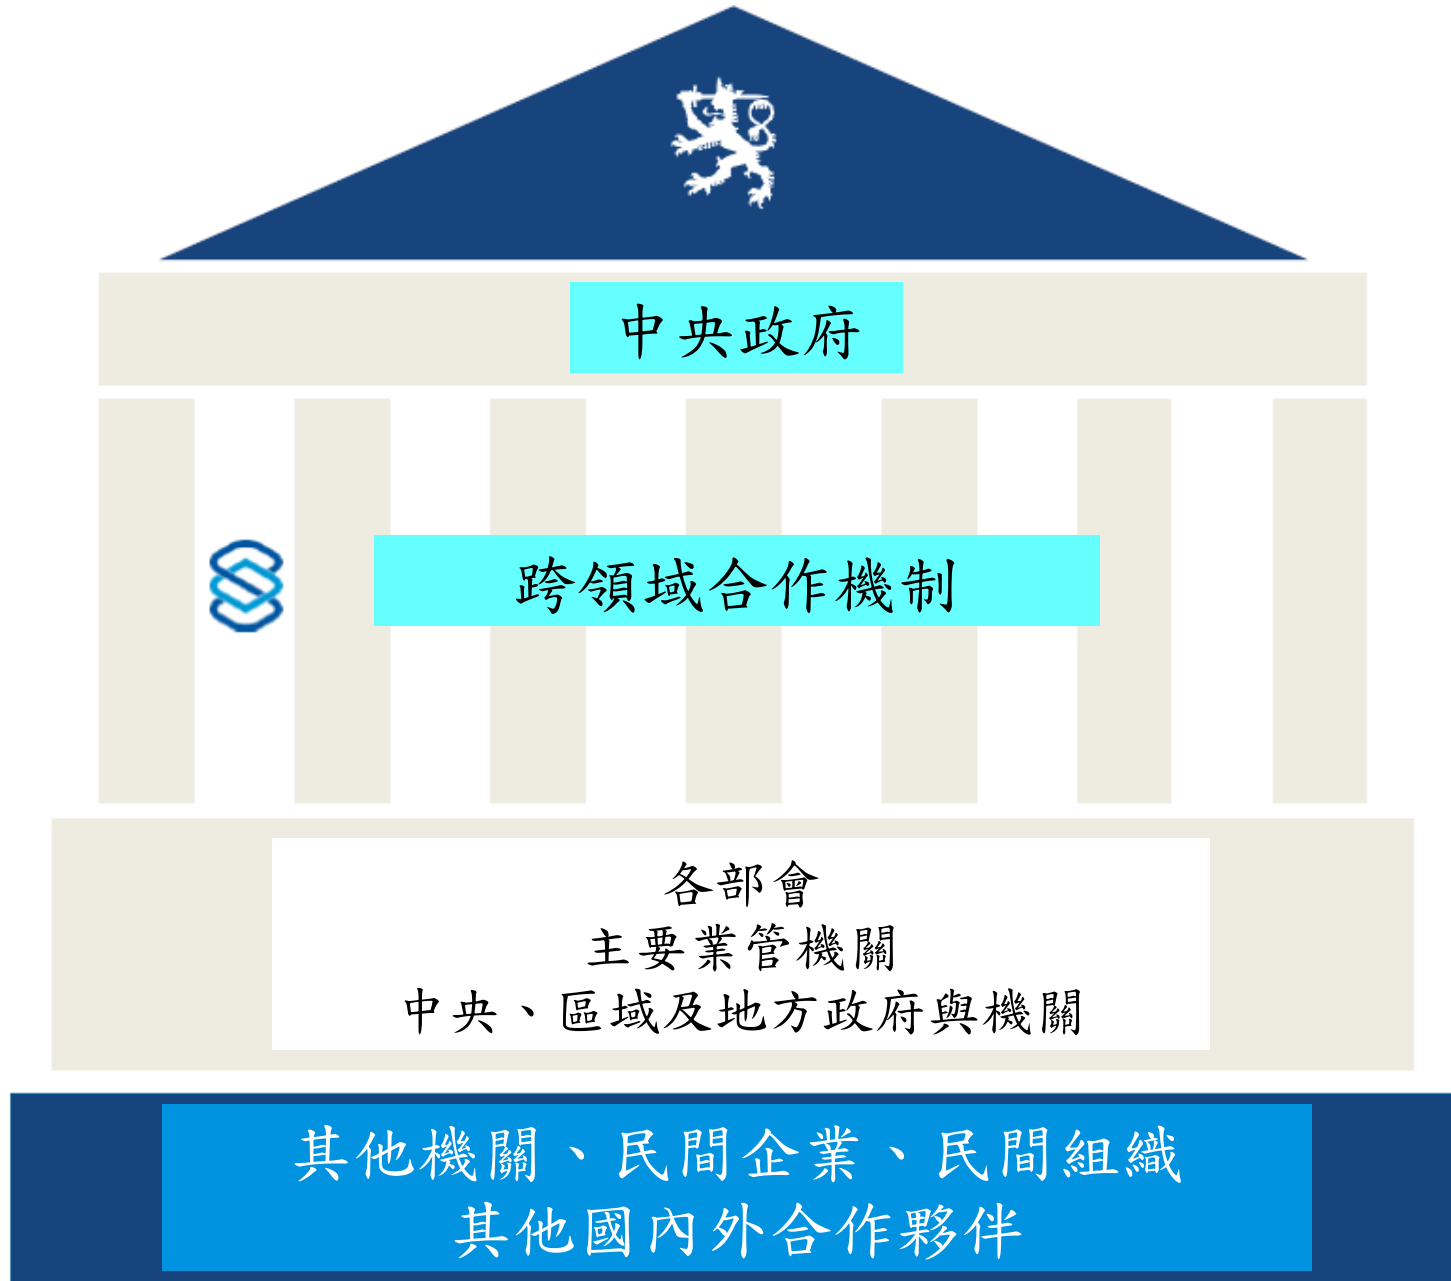 中央政府
跨領域合作機制
各部會
主要業管機關
中央、區域及地方政府與機關
其他機關、民間企業、民間組織
其他國內外合作夥伴